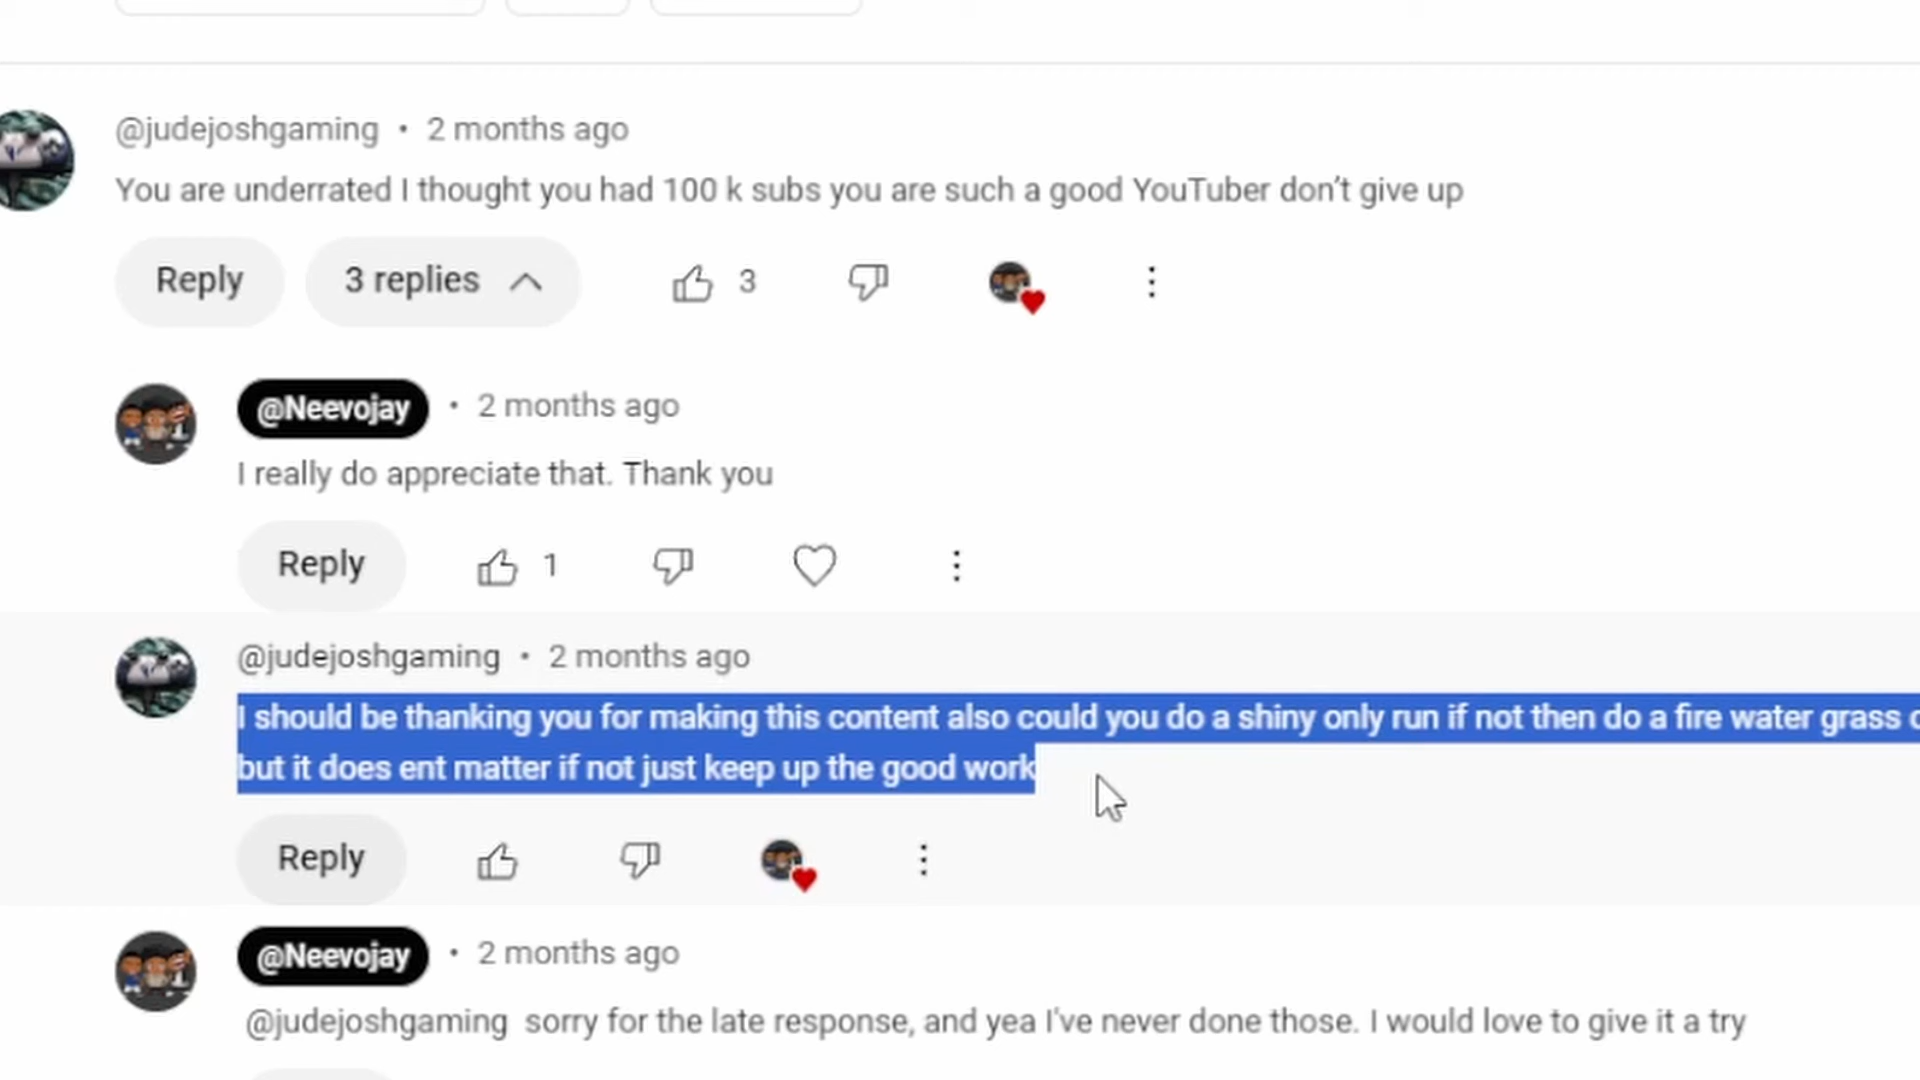 @judejoshgaming • 2 months ago
You are underrated I thought you had 100 k subs you are such a good YouTuber don’t give up
Reply 3 replies 3
@Neevojay • 2 months ago
I really do appreciate that. Thank you
Reply 1
@judejoshgaming • 2 months ago
I should be thanking you for making this content also could you do a shiny only run if not then do a fire water grass
but it does ent matter if not just keep up the good work
Reply
@Neevojay • 2 months ago
@judejoshgaming sorry for the late response, and yea I've never done those. I would love to give it a try